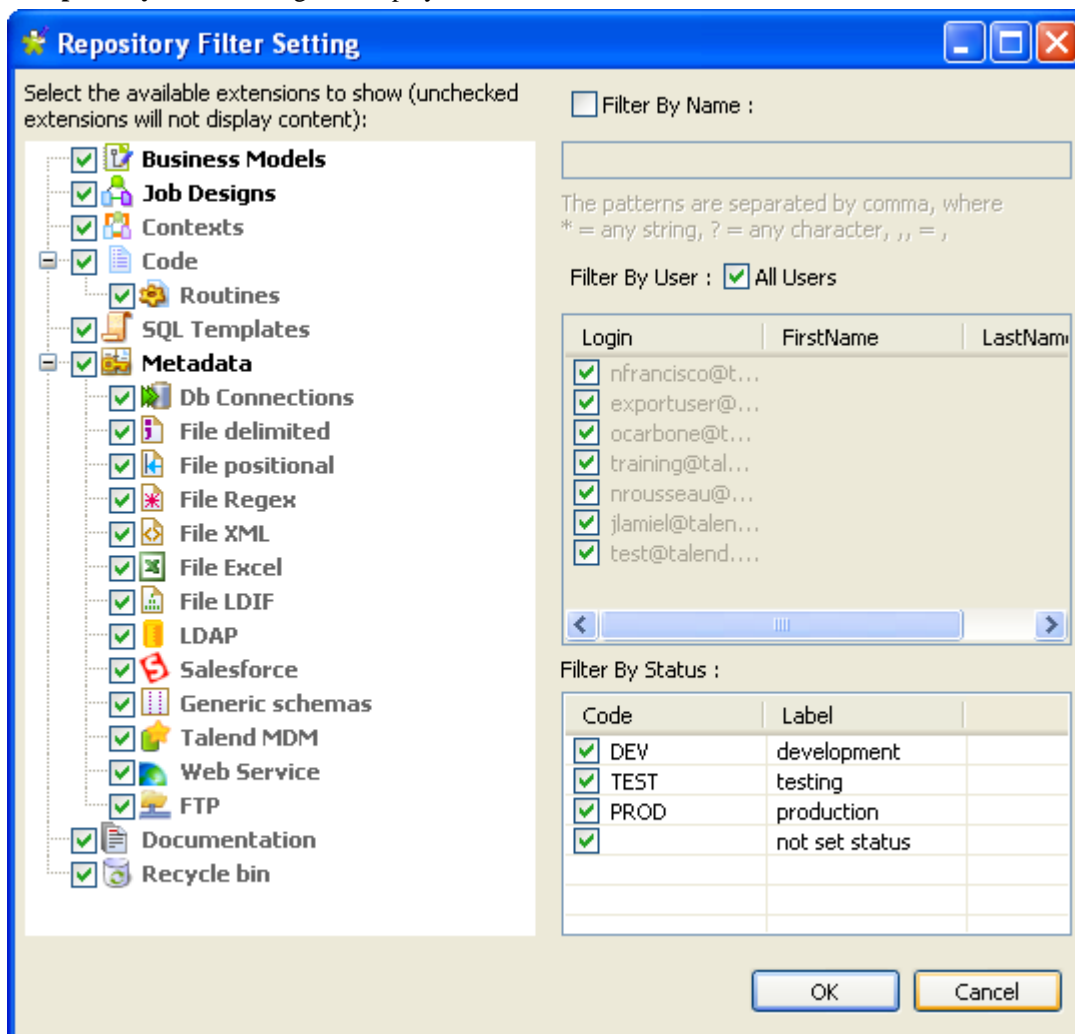 Repository Filter Setting
Select the available extensions to show (unchecked
extensions will not display content):
Business Models
Job Designs
Contexts
Code
Routines
SQL Templates
Metadata
Db Connections
File delimited
File positional
File Regex
File XML
File Excel
File LDIF
LDAP
Salesforce
Generic schemas
Talend MDM
Web Service
FTP
Documentation
Recycle bin
Filter By Name :
The patterns are separated by comma, where
* = any string, ? = any character, ,, = ,
Filter By User : All Users
Login FirstName LastNam
nfrancisco@t...
exportuser@...
ocarbone@t...
training@tal...
nrousseau@...
jlamiel@talen...
test@talend....
Filter By Status :
Code Label
DEV development
TEST testing
PROD production
not set status
OK Cancel